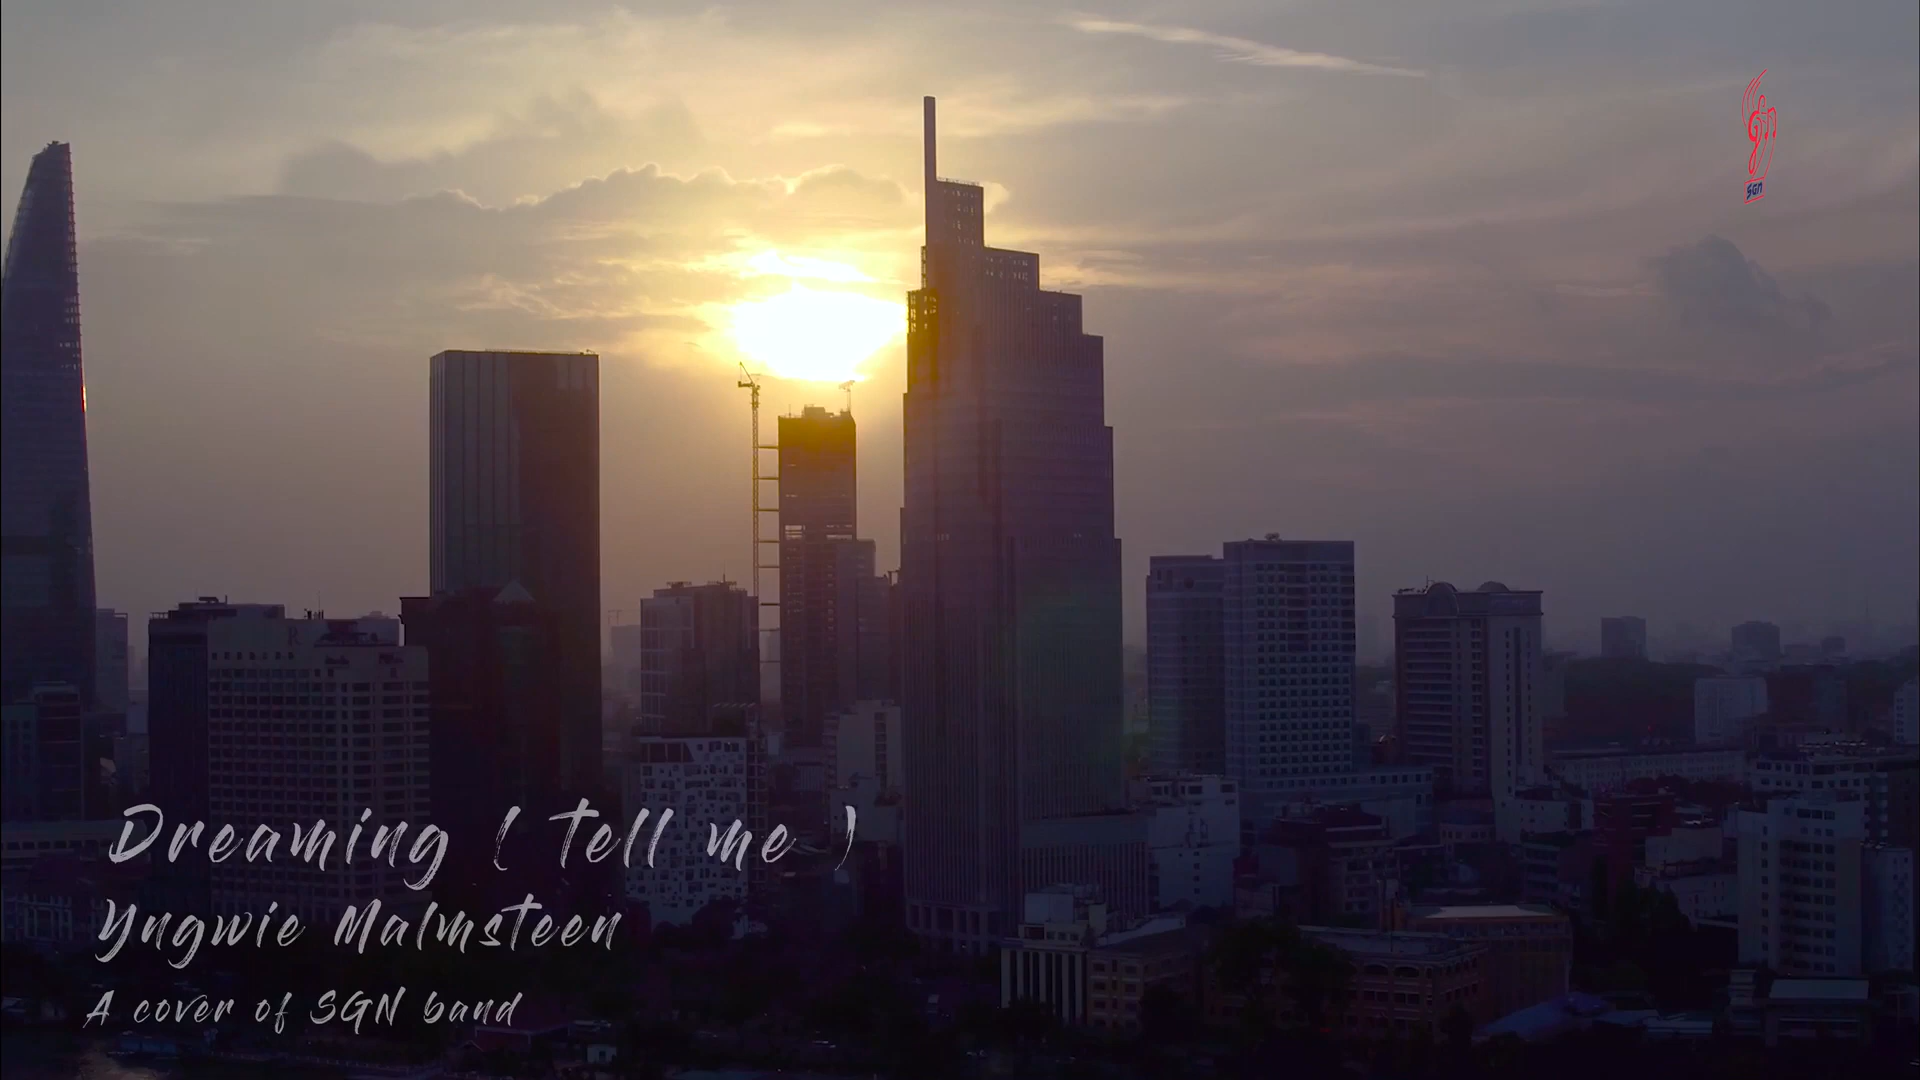 SGN
Dreaming ( Tell me )
Yngwie Malmsteen
A cover of SGN band